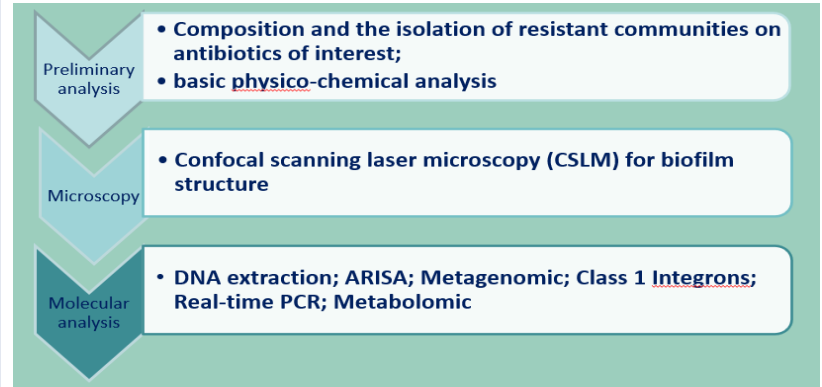 Preliminary
analysis
• Composition and the isolation of resistant communities on
antibiotics of interest;
• basic physico-chemical analysis
Microscopy
• Confocal scanning laser microscopy (CSLM) for biofilm
structure
Molecular
analysis
• DNA extraction; ARISA; Metagenomic; Class 1 Integrons;
Real-time PCR; Metabolomic